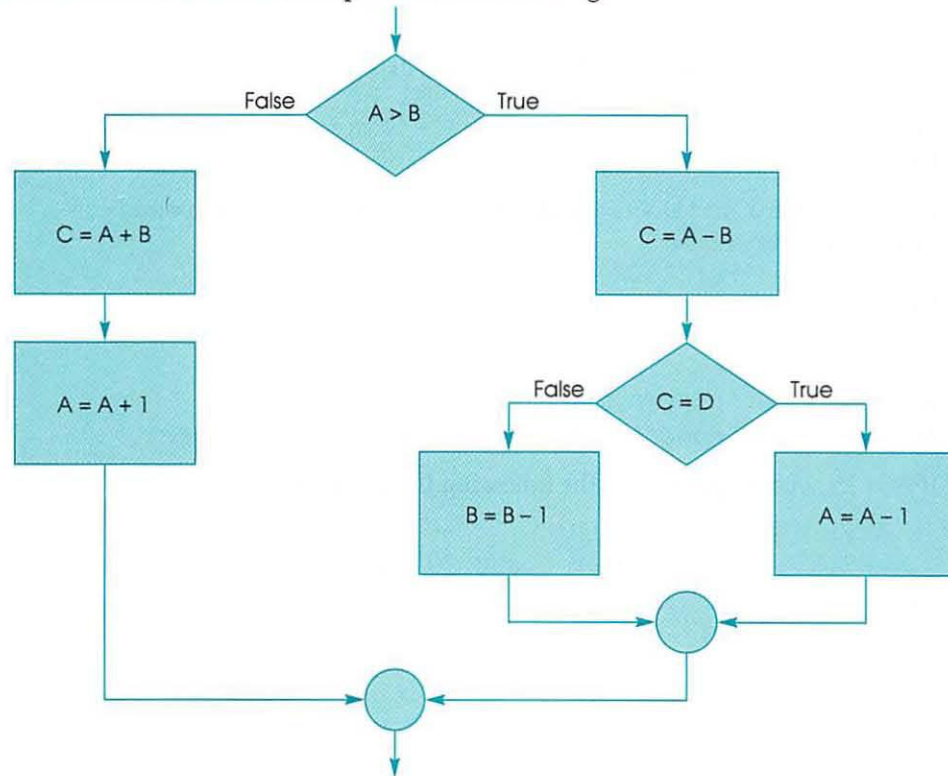 False
A > B
True
C = A + B
C = A – B
A = A + 1
False
C = D
True
B = B – 1
A = A – 1